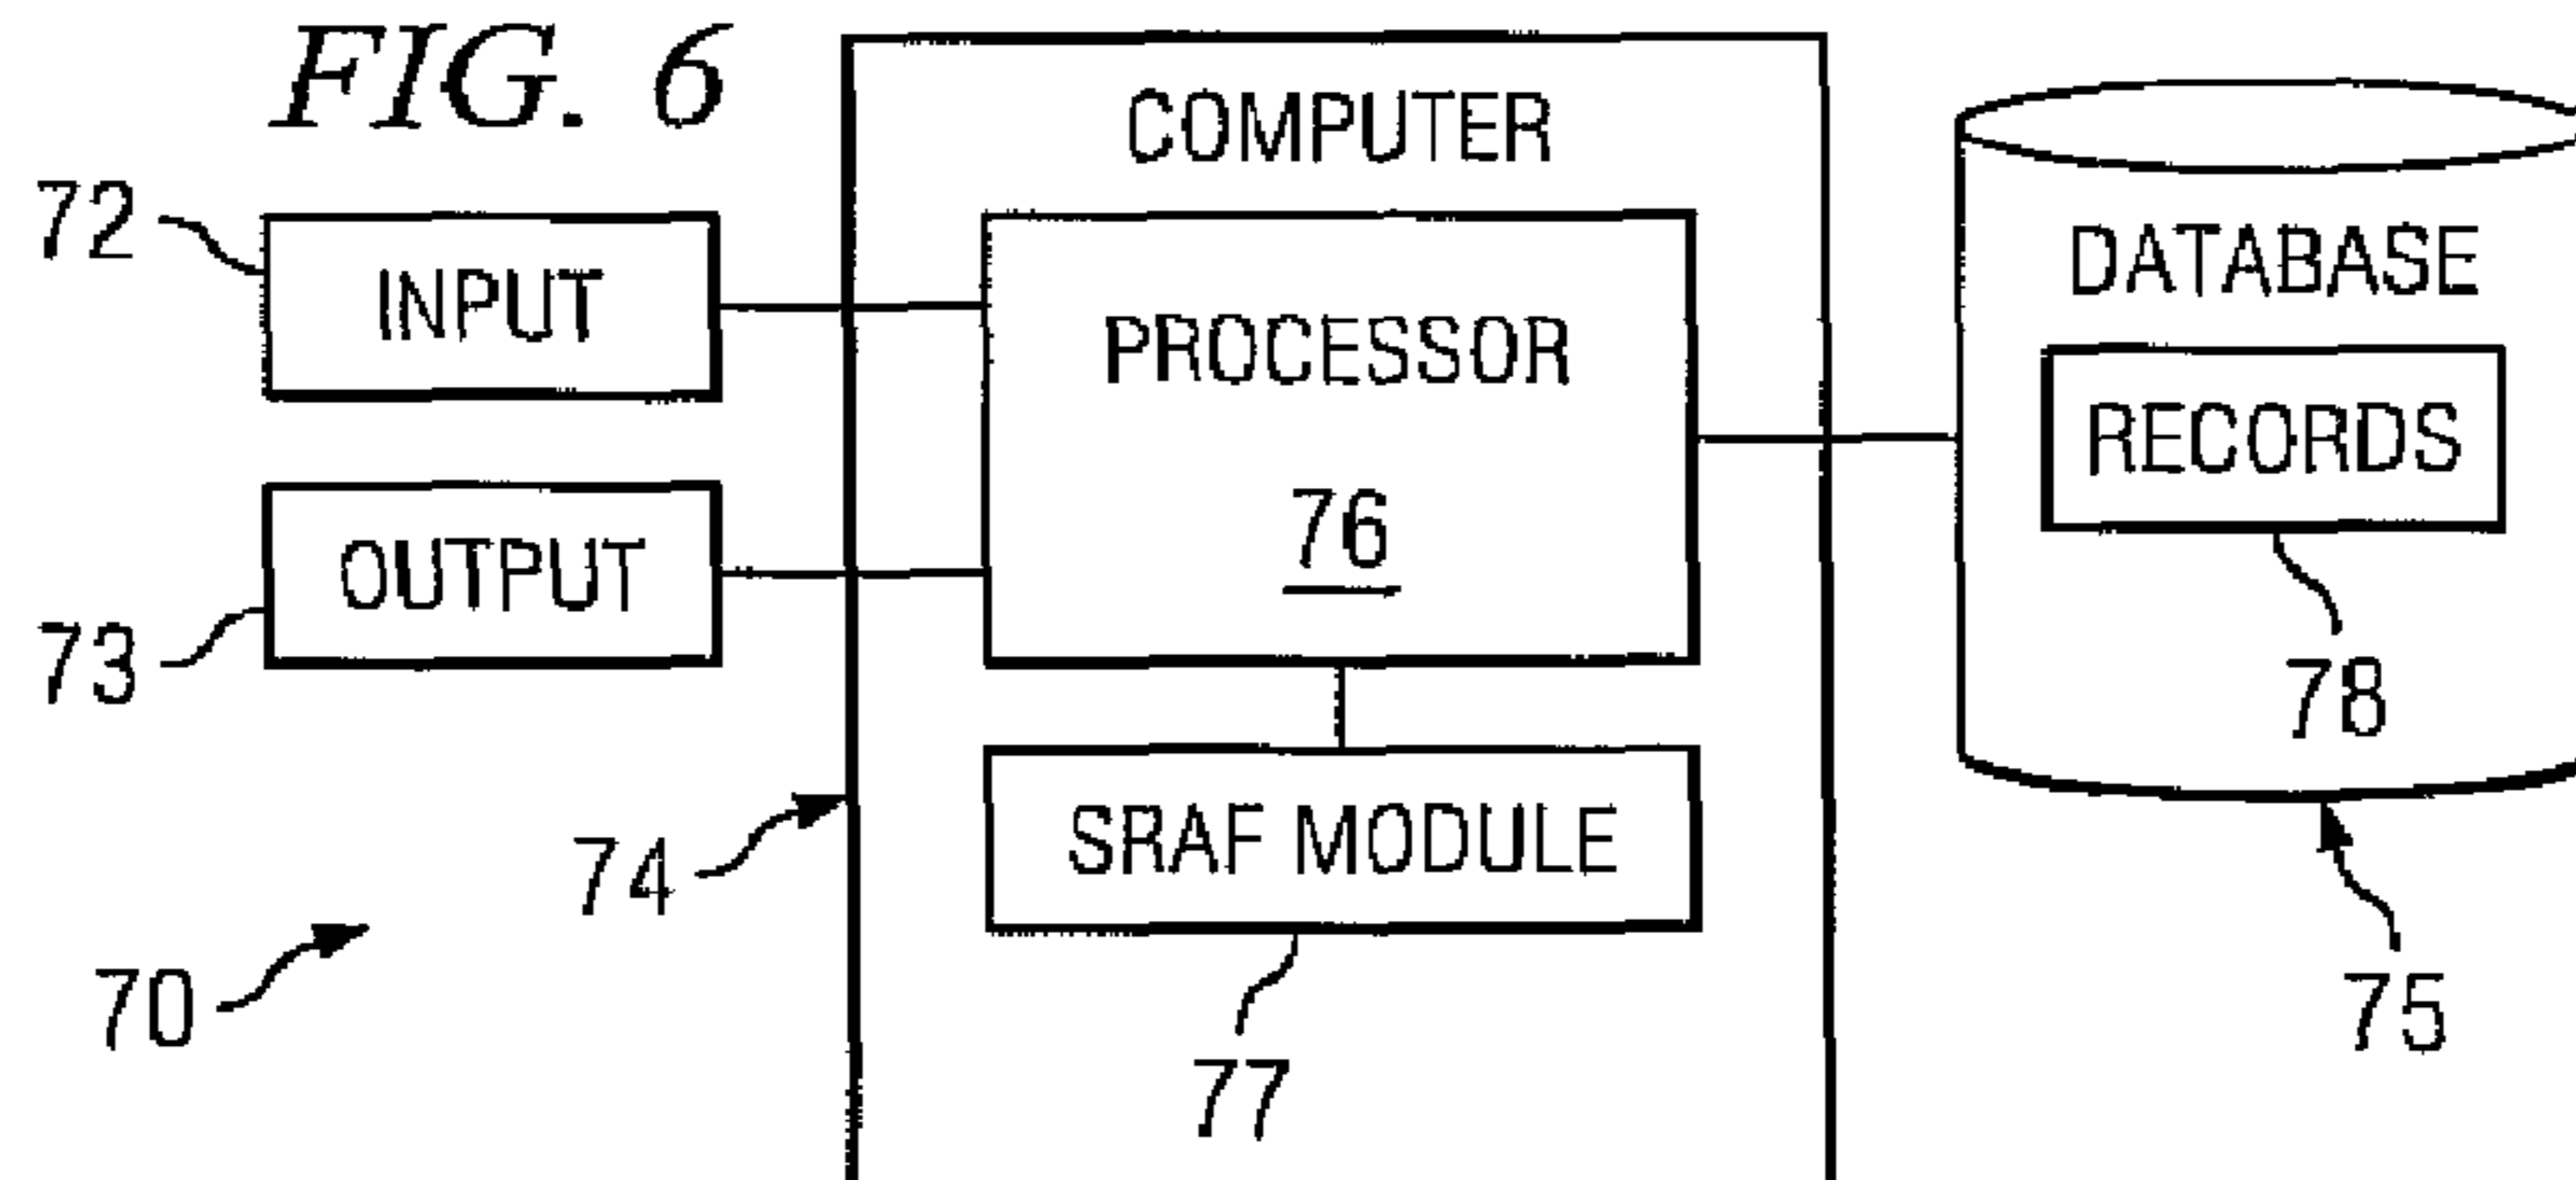 FIG. 6
COMPUTER
72
INPUT
PROCESSOR
76
DATABASE
RECORDS
78
OUTPUT
73
74
SRAF MODULE
77
70
75